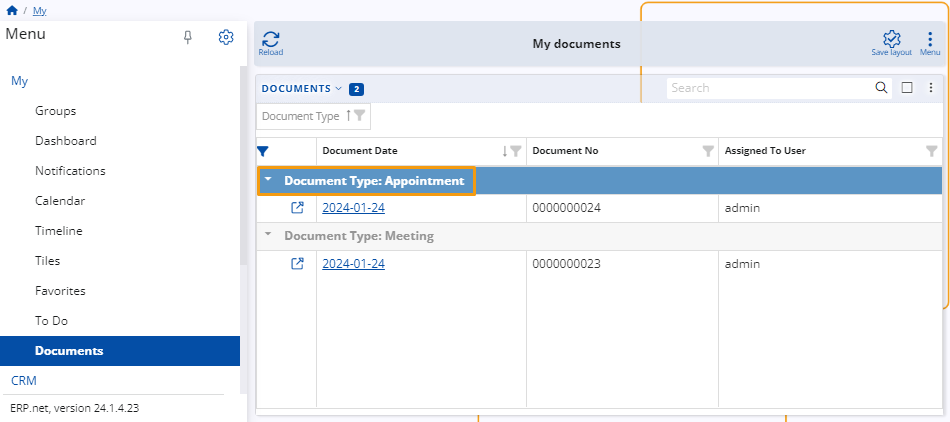 / My
Menu
My
Groups
Dashboard
Notifications
Calendar
Timeline
Tiles
Favorites
To Do
Documents
CRM
ERP.net, version 24.1.4.23
Reload
My documents
Save layout
Menu
DOCUMENTS 2
Search
Document Type
Document Date Document No Assigned To User
Document Type: Appointment
2024-01-24 0000000024 admin
Document Type: Meeting
2024-01-24 0000000023 admin